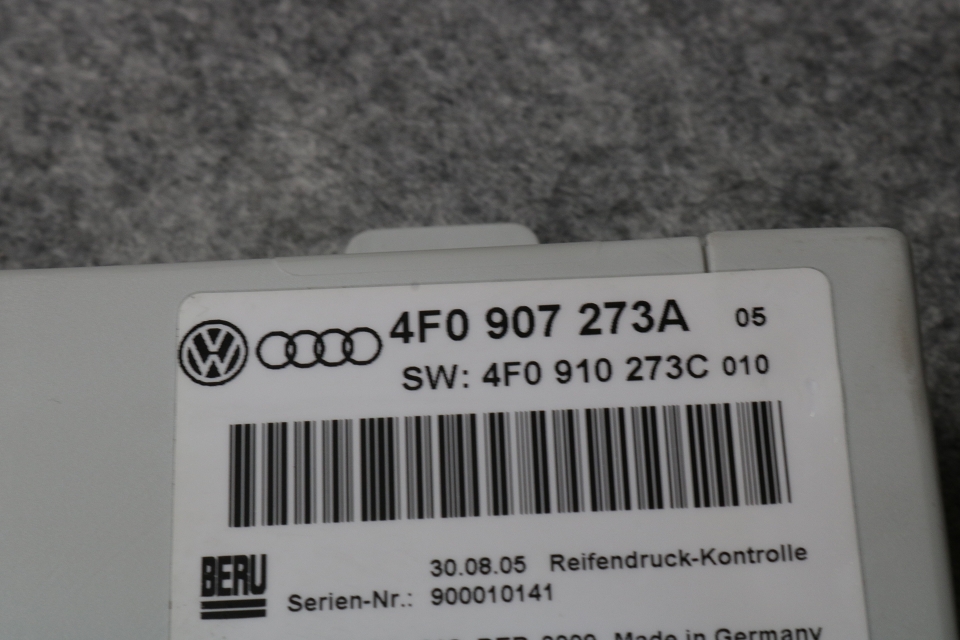 4F0 907 273A 05
SW: 4F0 910 273C 010
BERU
30.08.05 Reifendruck-Kontrolle
Serien-Nr.: 900010141
Made in Germany